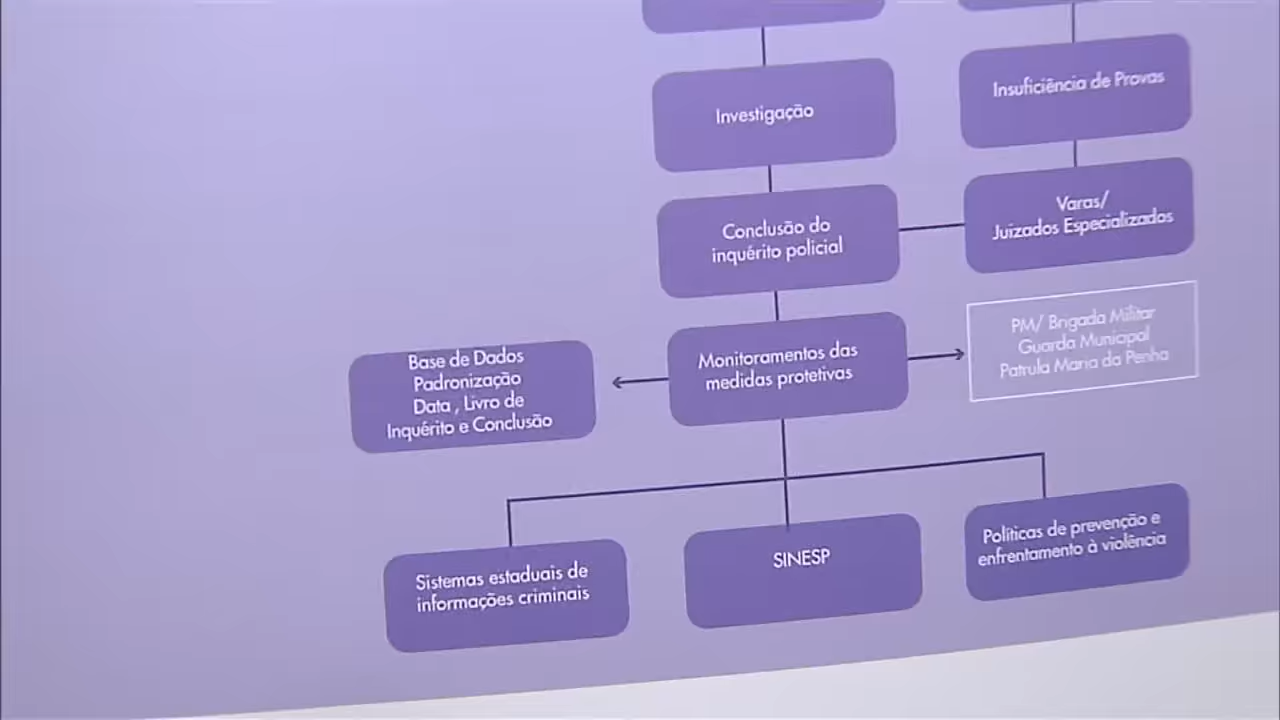 Investigação
Insuficiência de Provas
Conclusão do
inquérito policial
Varas/
Juizados Especializados
Base de Dados
Padronização
Data , Livro de
Inquérito e Conclusão
Monitoramentos das
medidas protetivas
PM/ Brigada Militar
Guarda Municipal
Patrula Maria da Penha
Sistemas estaduais de
informações criminais
SINESP
Políticas de prevenção e
enfrentamento à violência